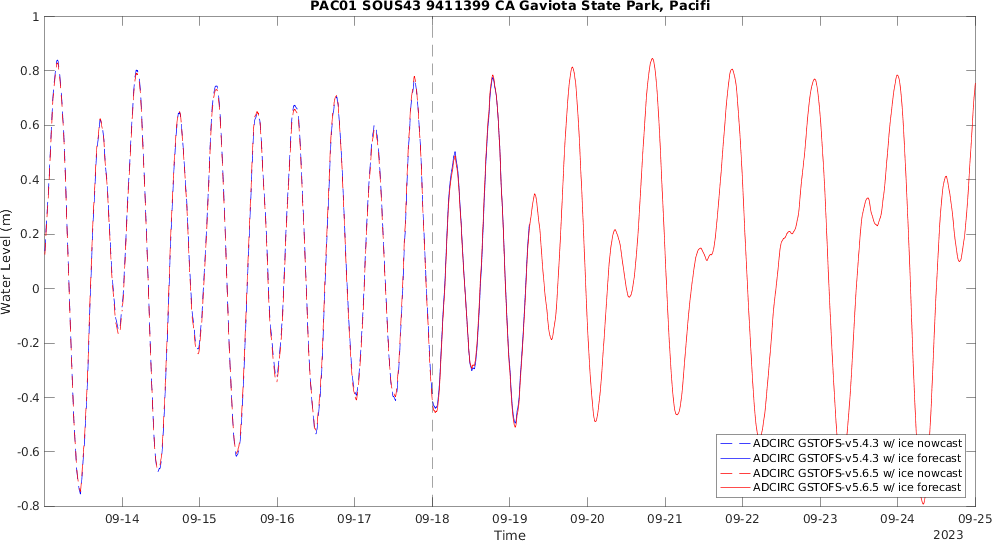 PAC01 SOUS43 9411399 CA Gaviota State Park, Pacifi
Water Level (m)
1
0.8
0.6
0.4
0.2
0
-0.2
-0.4
-0.6
-0.8
ADCIRC GSTOFS-v5.4.3 w/ ice nowcast
ADCIRC GSTOFS-v5.4.3 w/ ice forecast
ADCIRC GSTOFS-v5.6.5 w/ ice nowcast
ADCIRC GSTOFS-v5.6.5 w/ ice forecast
09-14 09-15 09-16 09-17 09-18 09-19 09-20 09-21 09-22 09-23 09-24 09-25
Time
2023